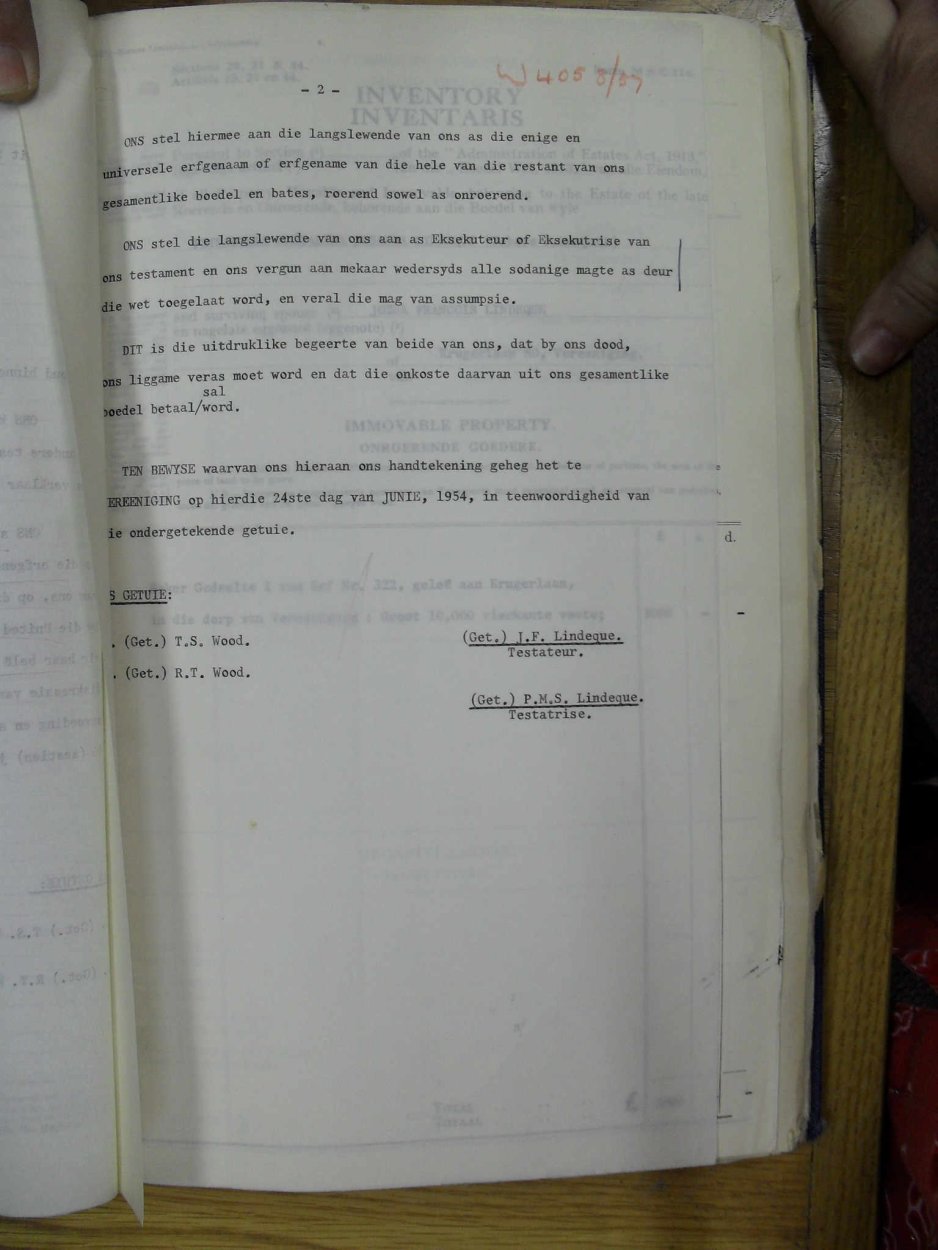 W 4058/57
- 2 -
ONS stel hiermee aan die langslewende van ons as die enige en
universele erfgenaam of erfgename van die hele van die restant van ons
gesamentlike boedel en bates, roerend sowel as onroerend.
ONS stel die langslewende van ons aan as Eksekuteur of Eksekutrise van
ons testament en ons vergun aan mekaar wedersyds alle sodanige magte as deur
die wet toegelaat word, en veral die mag van assumpsie.
DIT is die uitdruklike begeerte van beide van ons, dat by ons dood,
ons liggame veras moet word en dat die onkoste daarvan uit ons gesamentlike
sal
boedel betaal/word.
TEN BEWYSE waarvan ons hieraan ons handtekening geheg het te
EREENIGING op hierdie 24ste dag van JUNIE, 1954, in teenwoordigheid van
ie ondergetekende getuie.
S GETUIE:
. (Get.) T.S. Wood.
(Get.) J.F. Lindeque.
Testateur.
. (Get.) R.T. Wood.
(Get.) P.M.S. Lindeque.
Testatrise.
d.
INVENTORY
INVENTARIS
IMMOVABLE PROPERTY.
ONROERENDE GOEDERE.